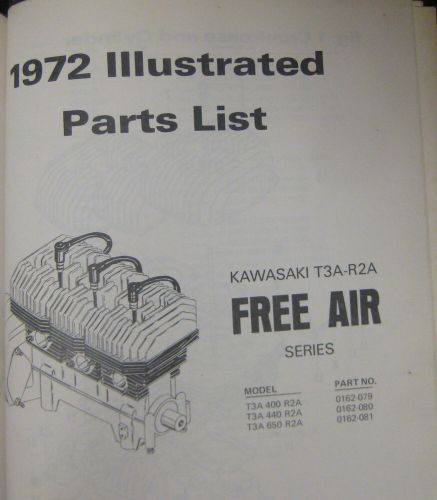 1972 Illustrated
Parts List
KAWASAKI T3A-R2A
FREE AIR
SERIES
MODEL PART NO.
T3A 400 R2A 0162-079
T3A 440 R2A 0162-080
T3A 650 R2A 0162-081